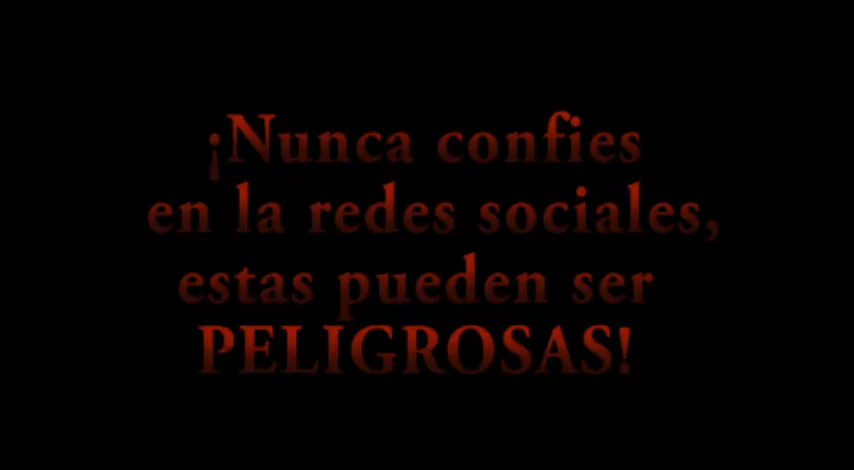 ¡Nunca confies
en la redes sociales,
estas pueden ser
PELIGROSAS!